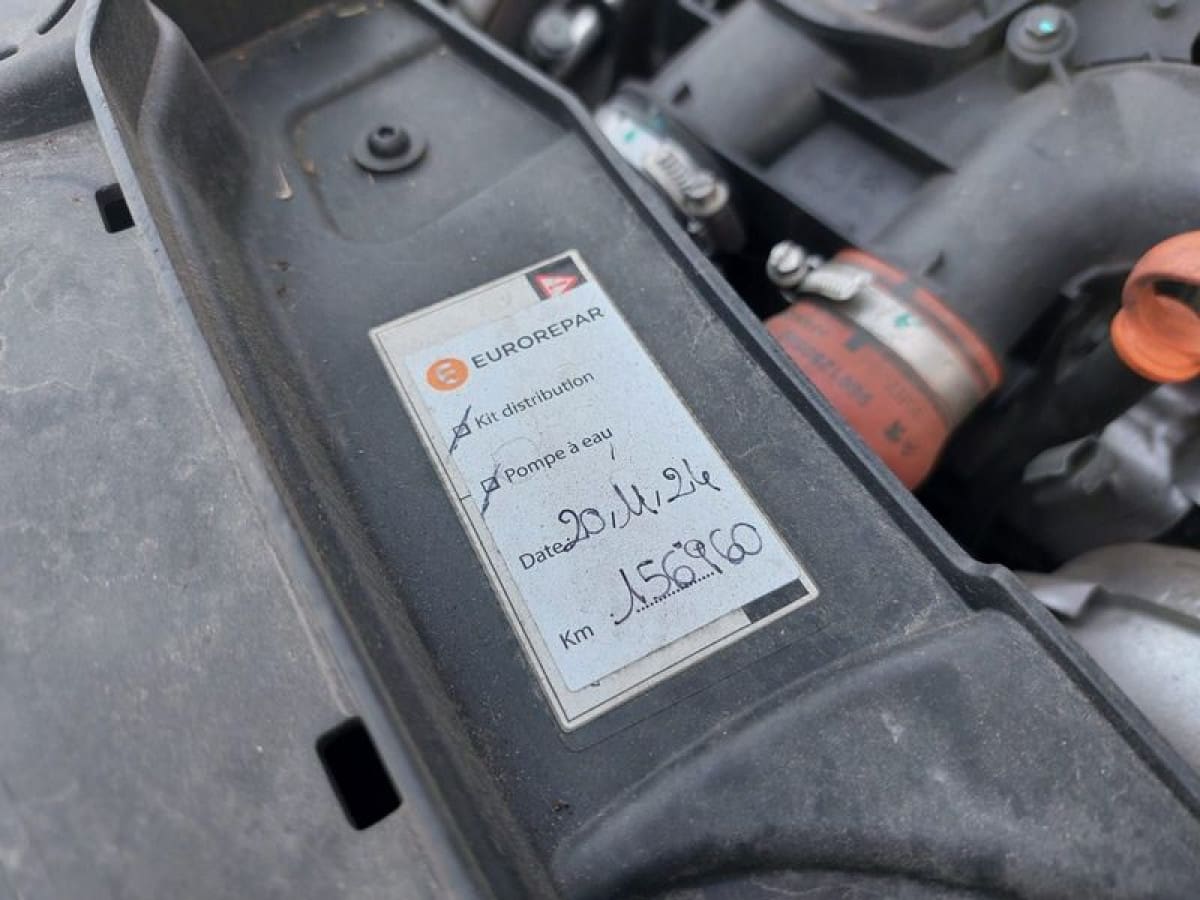 EUROREPAR
Kit distribution
Pompe à eau
Date: 20.11.24
Km 156960